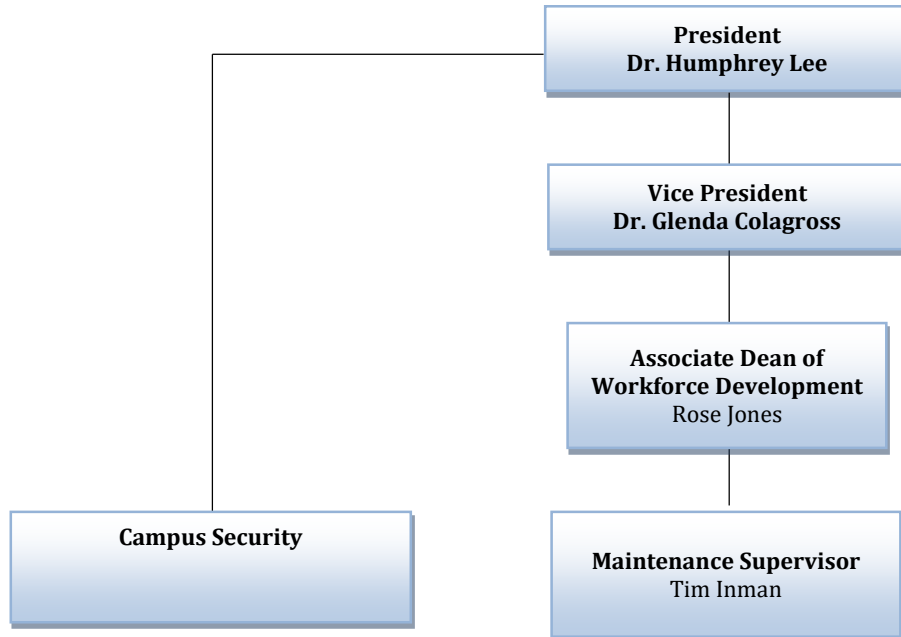 President
Dr. Humphrey Lee
Vice President
Dr. Glenda Colagross
Associate Dean of
Workforce Development
Rose Jones
Campus Security
Maintenance Supervisor
Tim Inman